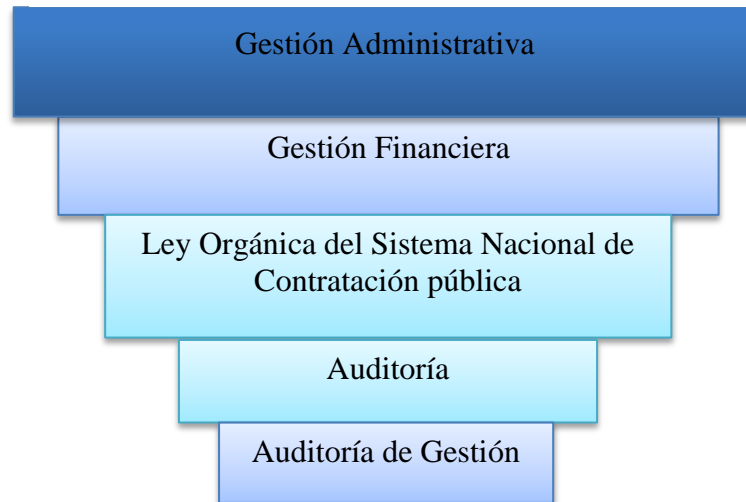 Gestión Administrativa
Gestión Financiera
Ley Orgánica del Sistema Nacional de
Contratación pública
Auditoría
Auditoría de Gestión